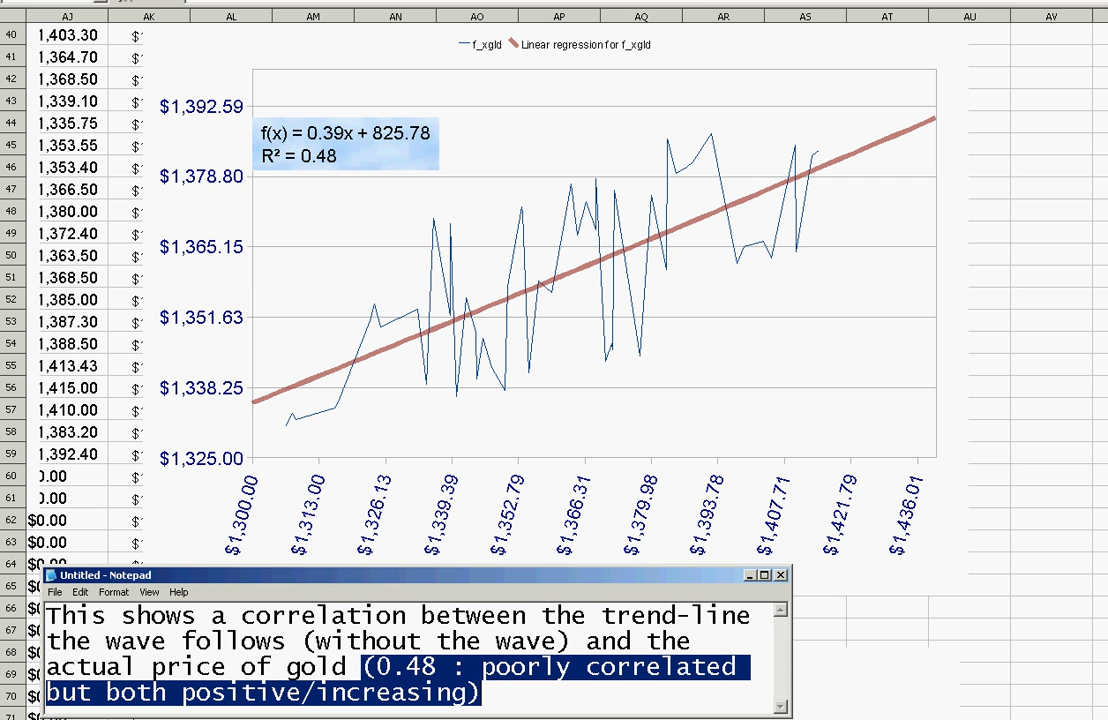 AJ AK AL AM AN AO AP AQ AR AS AT AU AV
40 1,403.30 $
41 1,364.70 $
42 1,368.50 $
43 1,339.10 $
44 1,335.75 $
45 1,353.55 $
46 1,353.40 $
47 1,366.50 $
48 1,380.00 $
49 1,372.40 $
50 1,363.50 $
51 1,368.50 $
52 1,385.00 $
53 1,387.30 $
54 1,388.50 $
55 1,413.43 $
56 1,415.00 $
57 1,410.00 $
58 1,383.20 $
59 1,392.40 $
60 0.00 $
61 0.00 $
62 $0.00 $
63 $0.00 $
64
65
66
67
68
69
70
71
f_xgld Linear regression for f_xgld
f(x) = 0.39x + 825.78
R² = 0.48
$1,392.59
$1,378.80
$1,365.15
$1,351.63
$1,338.25
$1,325.00
$1,300.00 $1,313.00 $1,326.13 $1,339.39 $1,352.79 $1,366.31 $1,379.98 $1,393.78 $1,407.71 $1,421.79 $1,436.01
Untitled - Notepad
File Edit Format View Help
This shows a correlation between the trend-line
the wave follows (without the wave) and the
actual price of gold (0.48 : poorly correlated
but both positive/increasing)